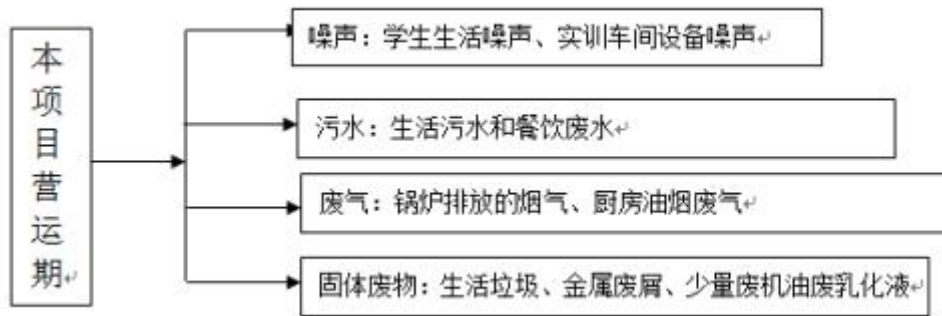 本项目营运期
噪声：学生生活噪声、实训车间设备噪声
污水：生活污水和餐饮废水
废气：锅炉排放的烟气、厨房油烟废气
固体废物：生活垃圾、金属废屑、少量废机油废乳化液